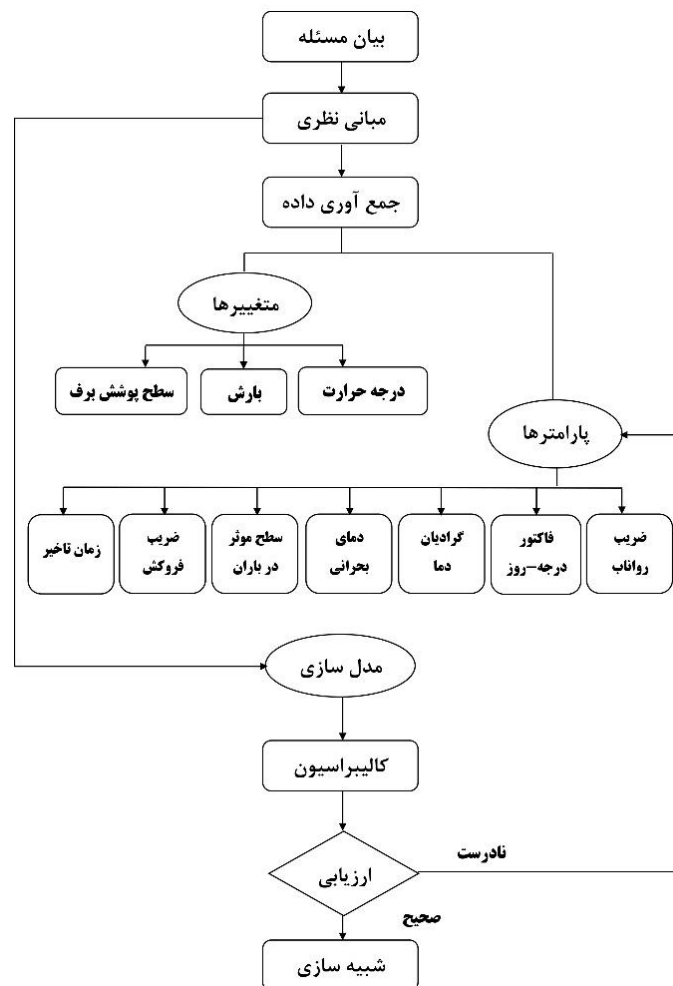 بیان مسئله
مبانی نظری
جمع آوری داده
متغییرها
درجه حرارت
بارش
سطح پوشش برف
پارامترها
ضریب
رواناب
فاکتور
درجه–روز
گرادیان
دما
دمای
بحرانی
سطح موثر
در باران
ضریب
فروکش
زمان تاخیر
مدل سازی
کالیبراسیون
ارزیابی
نادرست
صحیح
شبیه سازی